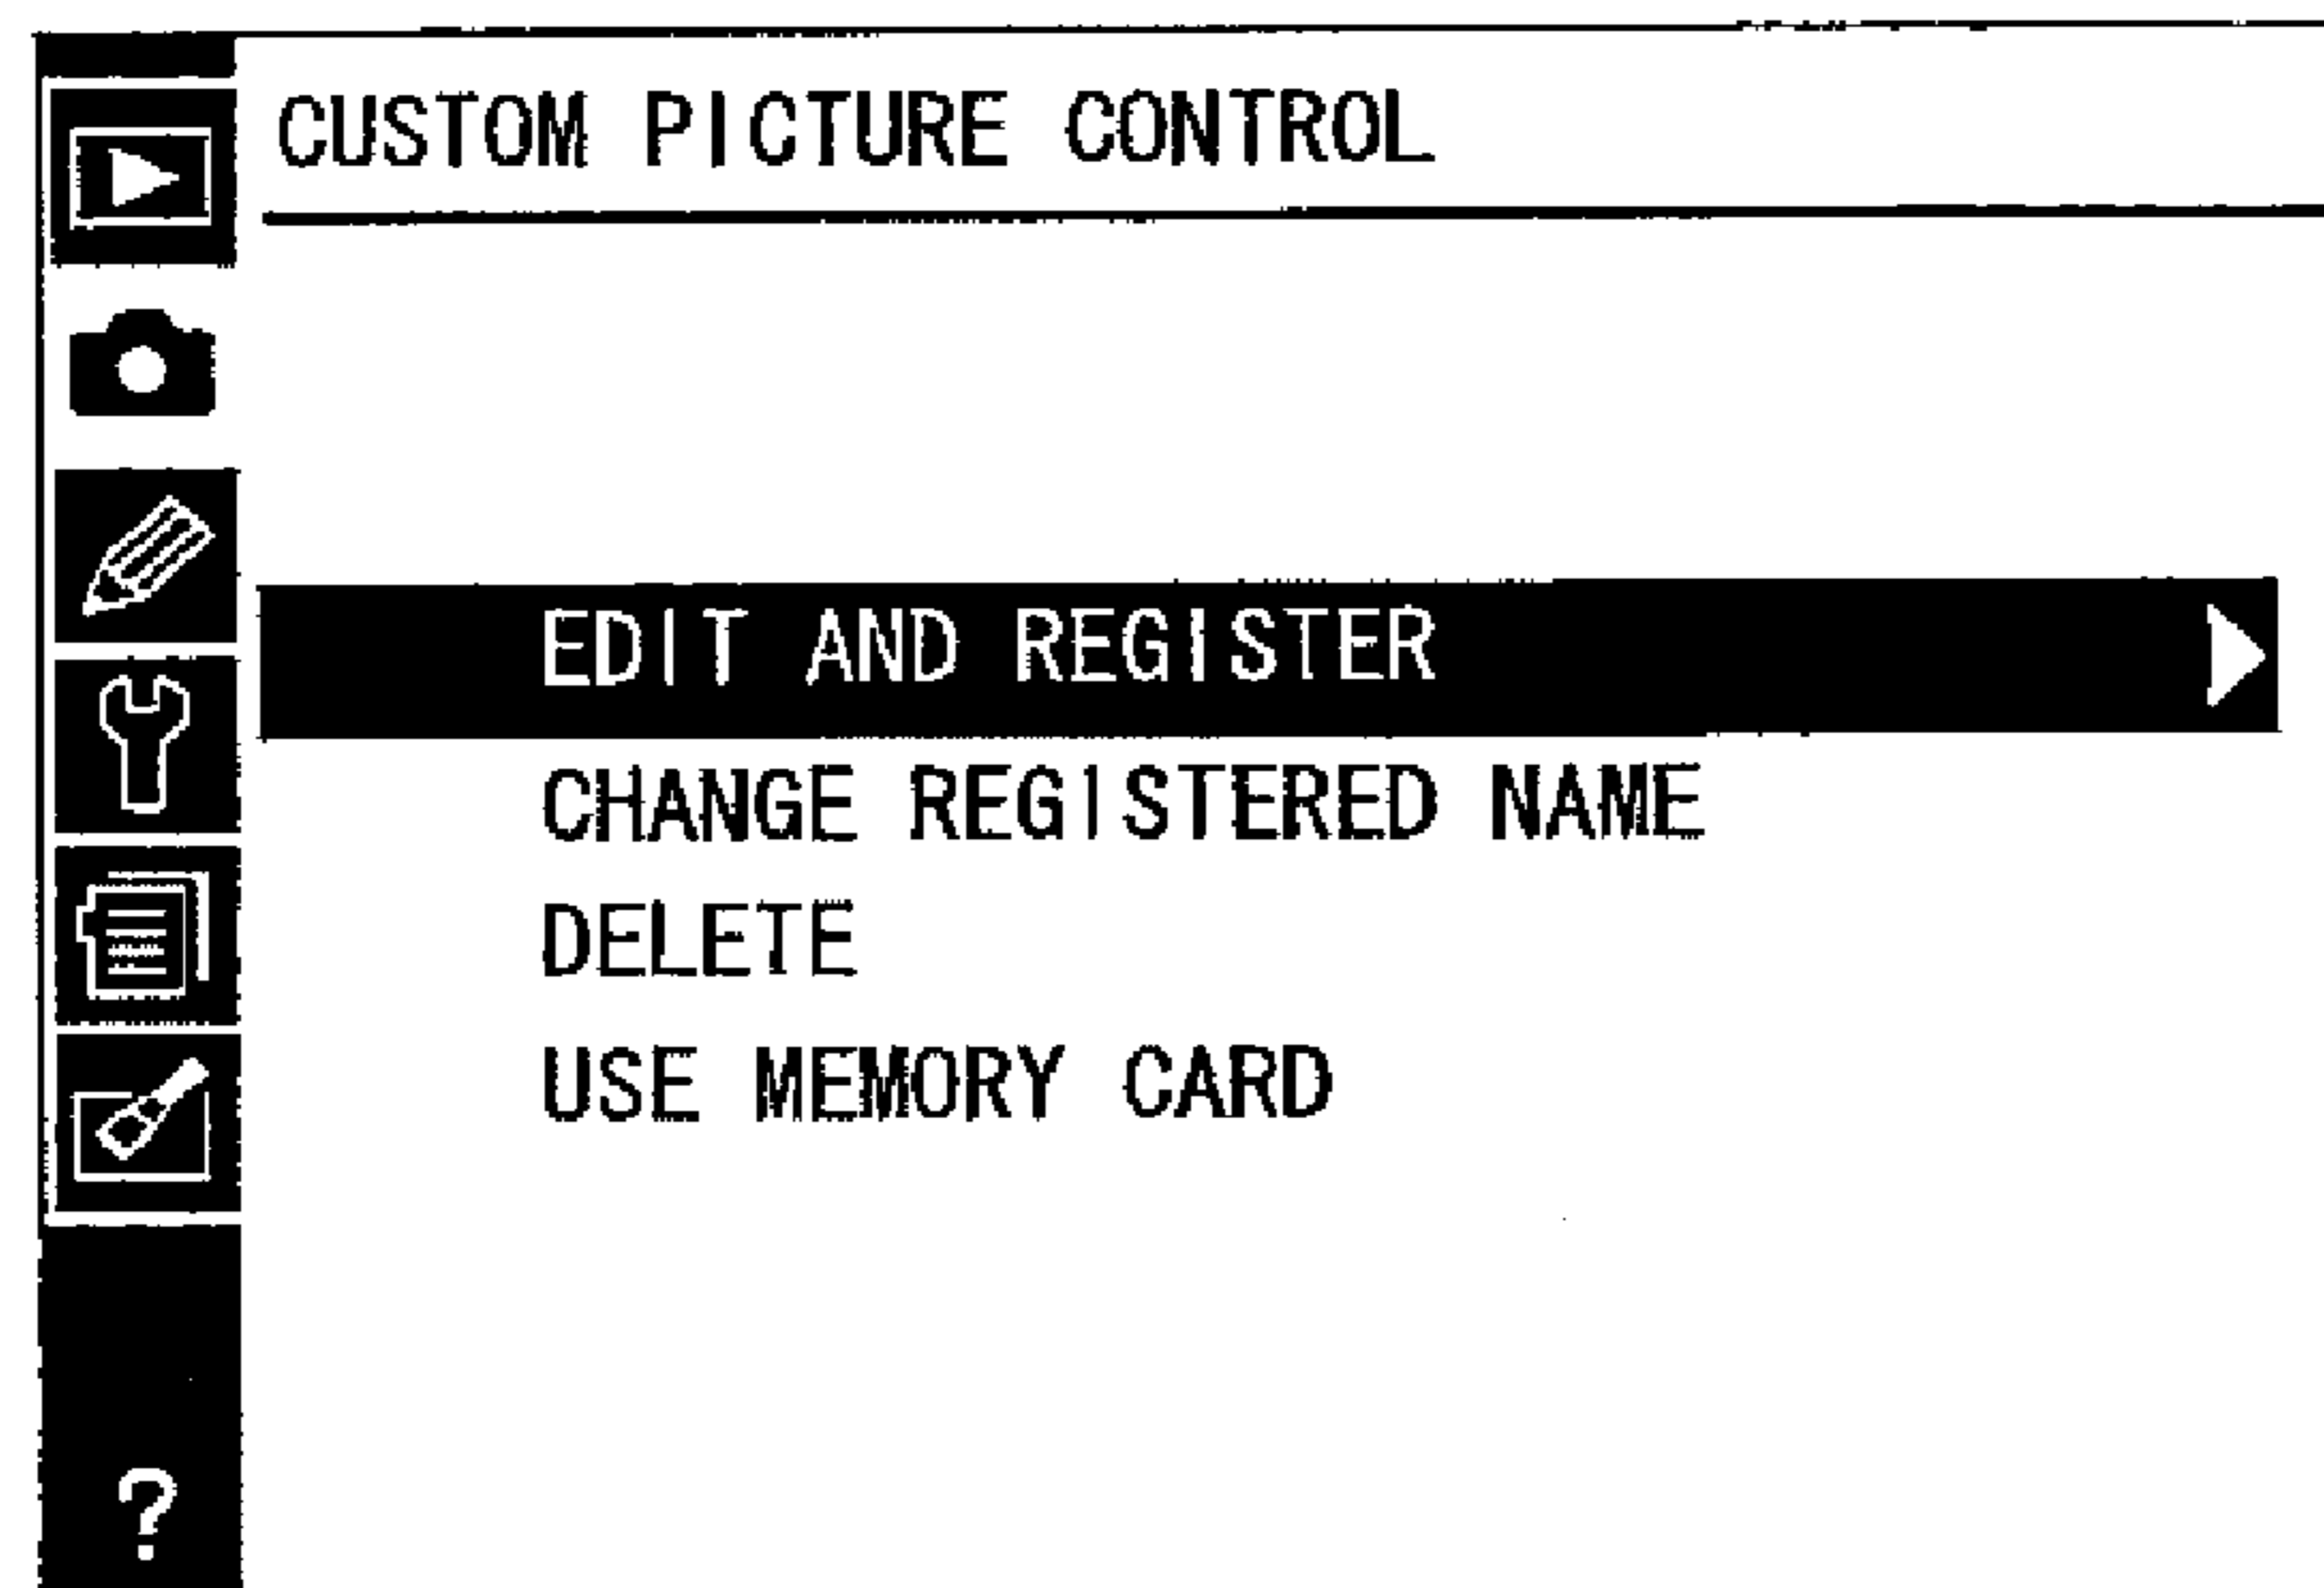 CUSTOM PICTURE CONTROL
EDIT AND REGISTER
CHANGE REGISTERED NAME
DELETE
USE MEMORY CARD
?